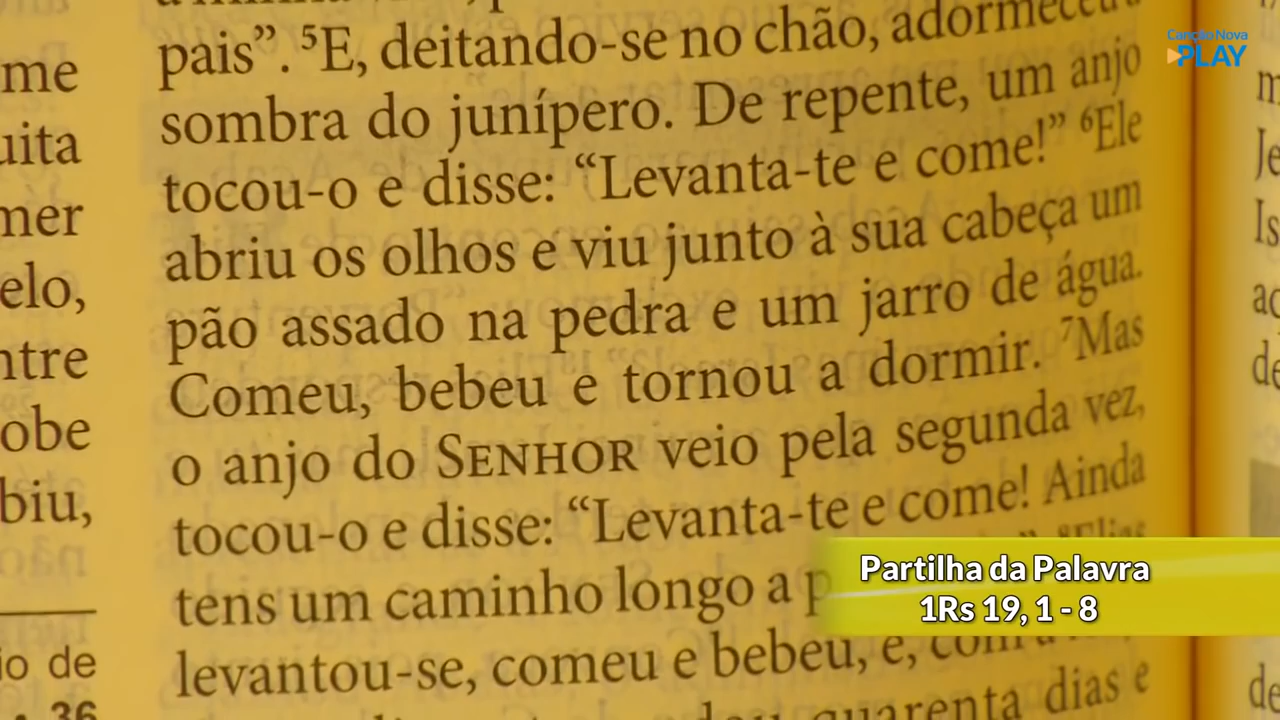 pais”. ⁵E, deitando-se no chão, adormeceu
sombra do junípero. De repente, um anjo
tocou-o e disse: “Levanta-te e come!” ⁶Ele
abriu os olhos e viu junto à sua cabeça um
pão assado na pedra e um jarro de água.
Comeu, bebeu e tornou a dormir. ⁷Mas
o anjo do SENHOR veio pela segunda vez,
tocou-o e disse: “Levanta-te e come! Ainda
tens um caminho longo a
levantou-se, comeu e bebeu, e, com a
quarenta dias e
me
uita
mer
elo,
ntre
obe
biu,
io de
36
Canção Nova
PLAY
Partilha da Palavra
1Rs 19, 1 - 8